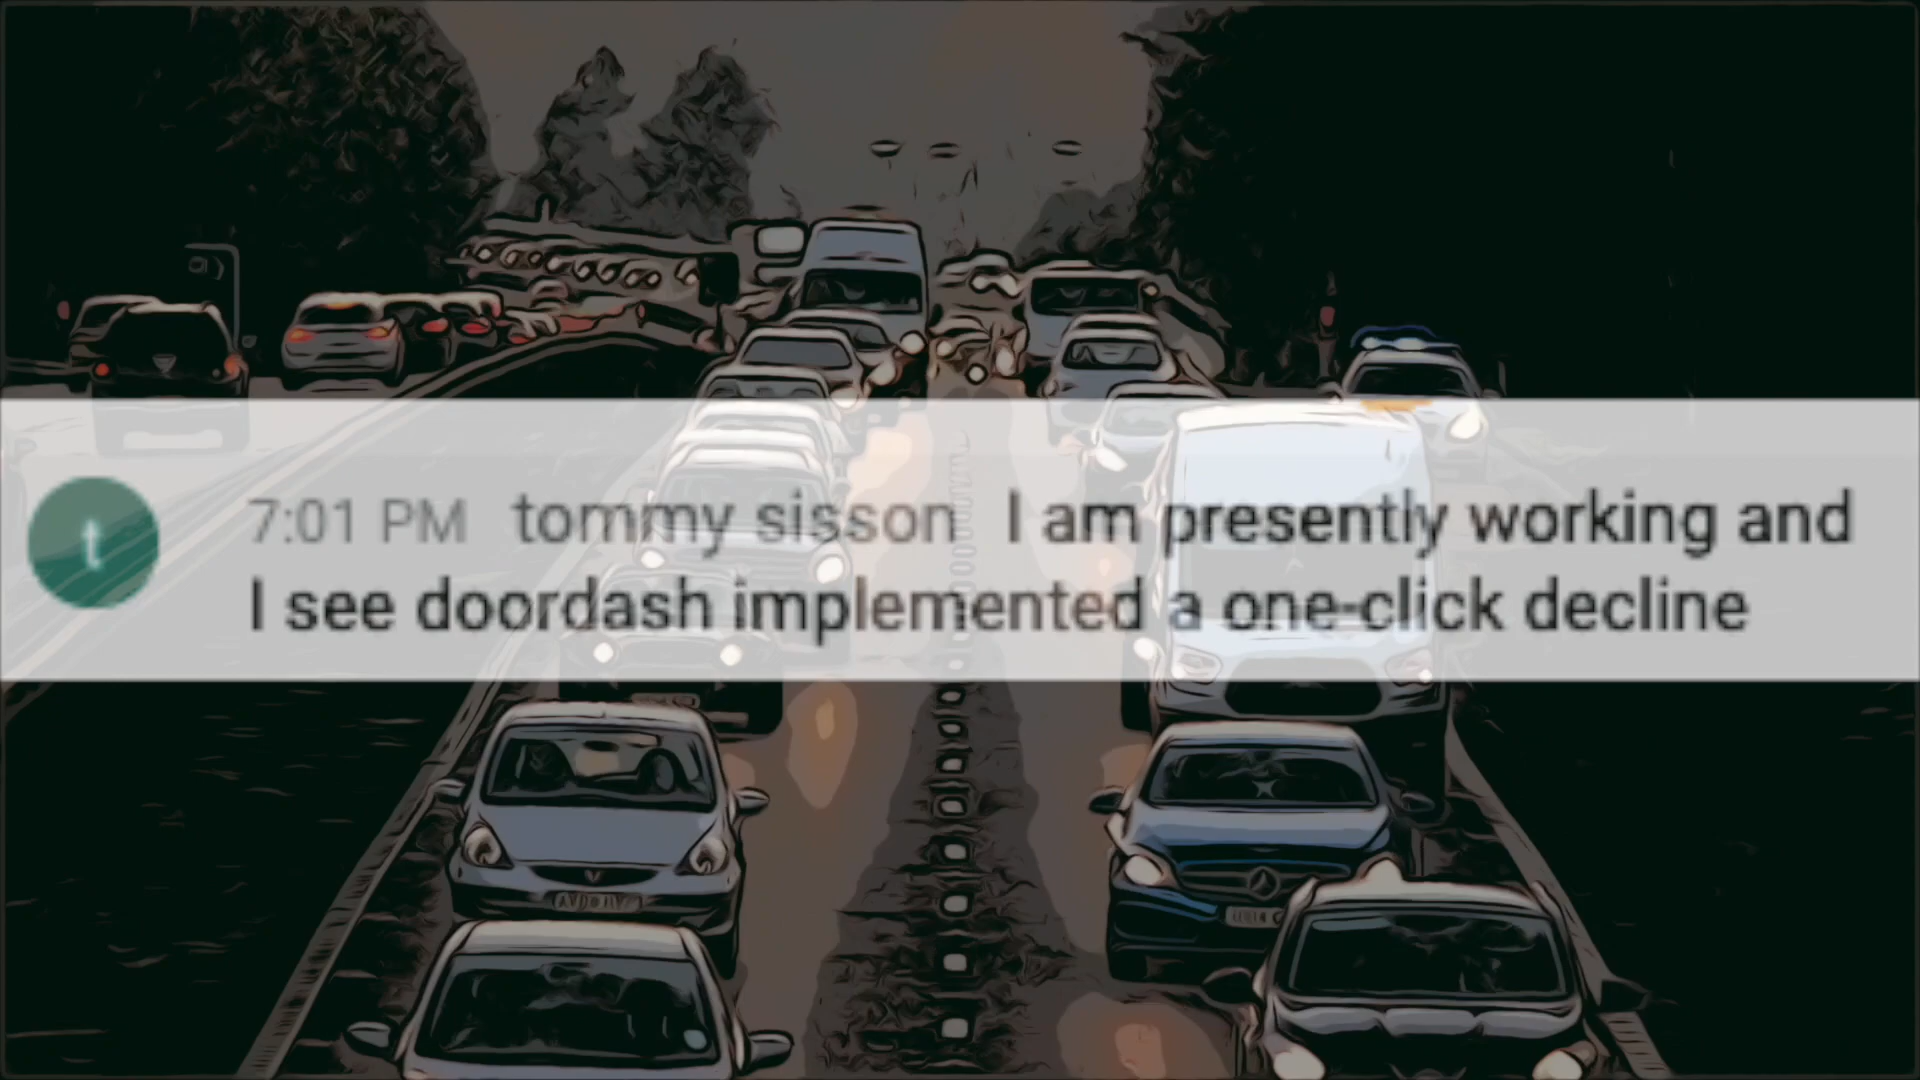 t
7:01 PM tommy sisson I am presently working and
I see doordash implemented a one-click decline